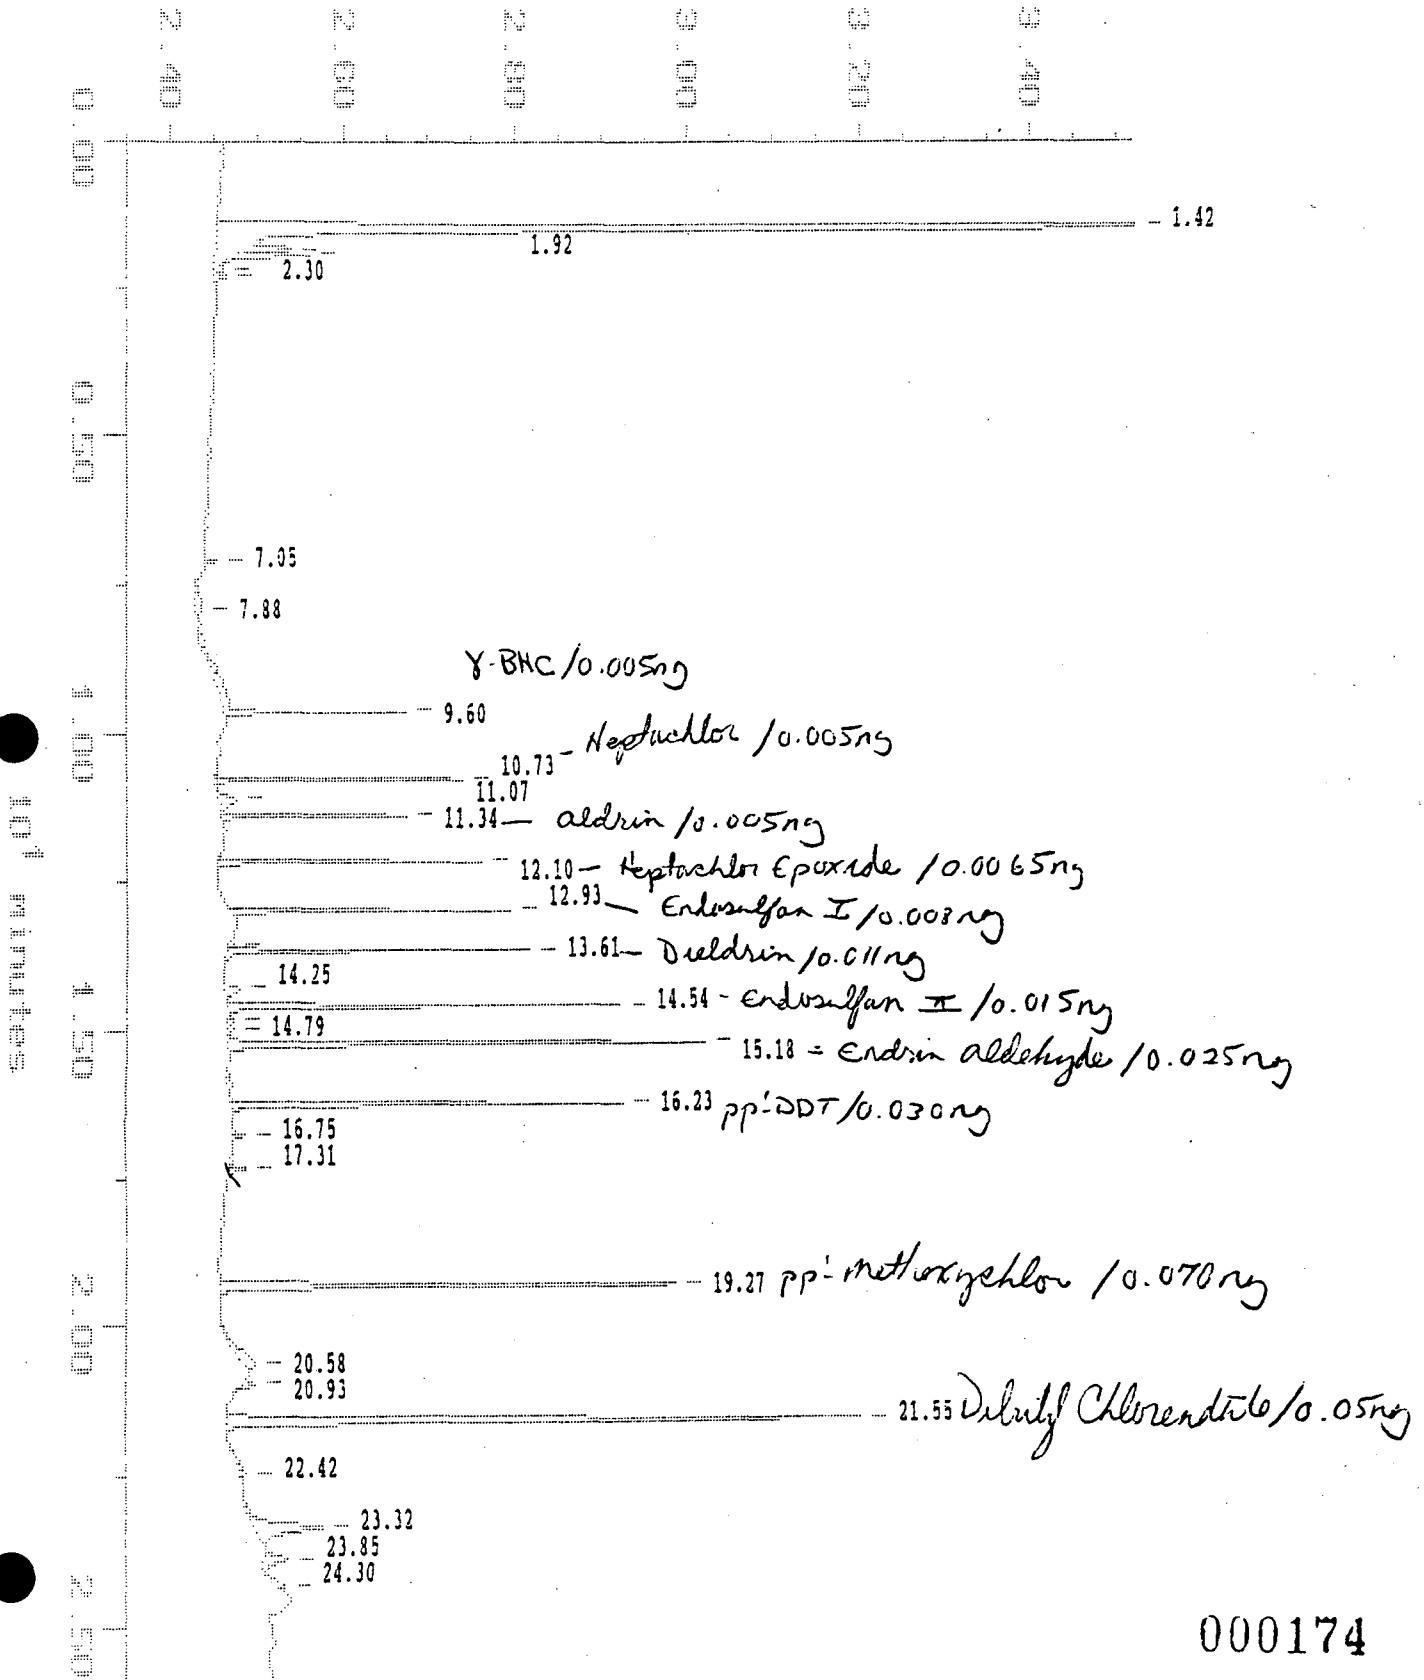 2.40 2.60 2.80 3.00 3.20 3.40
0.00
1.42
1.92
2.30
0.50
7.05
7.88
γ-BHC/0.005ng
9.60
1.00
10.73 - Heptachlor /0.005ng
11.07
11.34 — aldrin /0.005ng
12.10 — Heptachlor Epoxide /0.0065ng
12.93 — Endosulfan I/0.008ng
13.61 — Dieldrin /0.011ng
14.25
14.54 - Endosulfan II /0.015ng
14.79
1.50
15.18 = Endrin aldehyde /0.025ng
16.23 pp'-DDT/0.030ng
16.75
17.31
10¹ minutes
19.27 pp'-methoxychlor /0.070ng
2.00
20.58
20.93
21.55 Dibutyl Chlorendate/0.05ng
22.42
23.32
23.85
24.30
2.50
000174